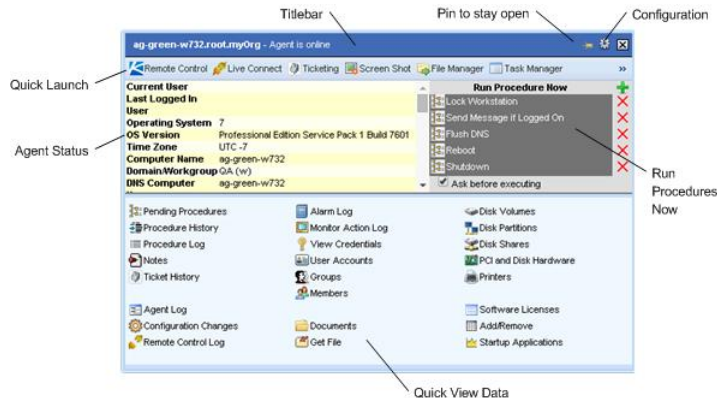 Titlebar
Pin to stay open
Configuration
ag-green-w732.root.myOrg - Agent is online
Quick Launch
Remote Control Live Connect Ticketing Screen Shot File Manager Task Manager »
Current User
Last Logged In
User
Operating System 7
OS Version Professional Edition Service Pack 1 Build 7601
Time Zone UTC -7
Computer Name ag-green-w732
Domain/Workgroup QA (w)
DNS Computer ag-green-w732
Agent Status
Run Procedure Now
Lock Workstation
Send Message if Logged On
Flush DNS
Reboot
Shutdown
Ask before executing
Run
Procedures
Now
Pending Procedures
Procedure History
Procedure Log
Notes
Ticket History
Alarm Log
Monitor Action Log
View Credentials
User Accounts
Groups
Members
Disk Volumes
Disk Partitions
Disk Shares
PCI and Disk Hardware
Printers
Agent Log
Configuration Changes
Remote Control Log
Documents
Get File
Software Licenses
Add/Remove
Startup Applications
Quick View Data